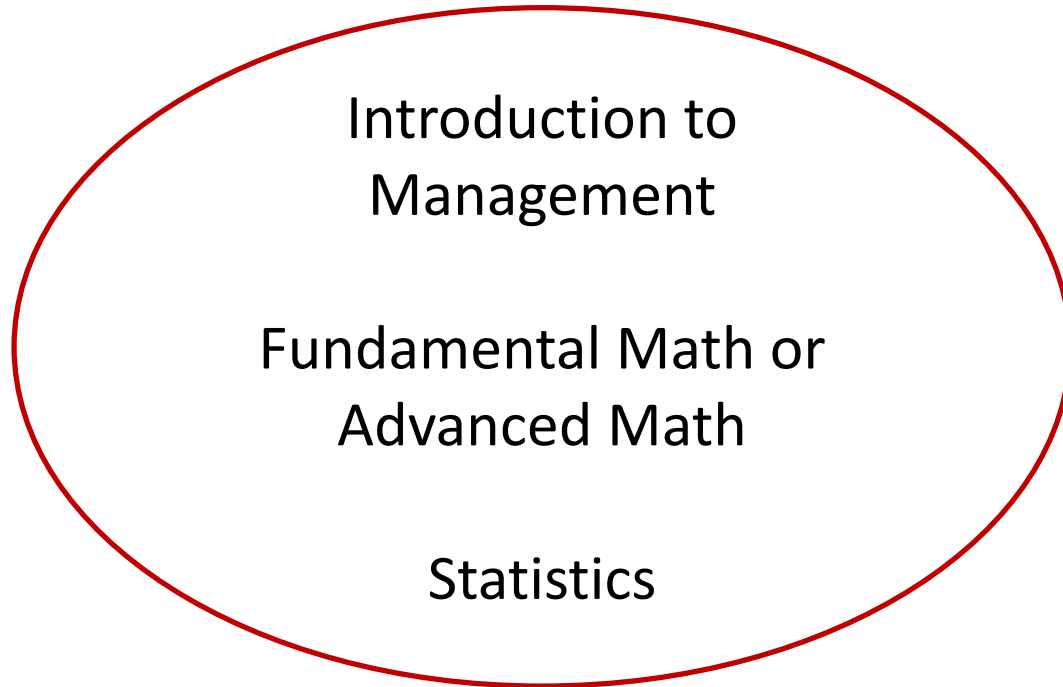 Introduction to
Management
Fundamental Math or
Advanced Math
Statistics